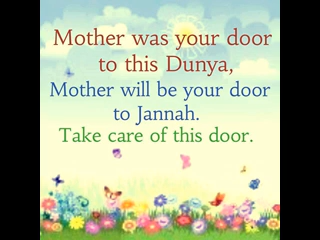 Mother was your door
to this Dunya,
Mother will be your door
to Jannah.
Take care of this door.